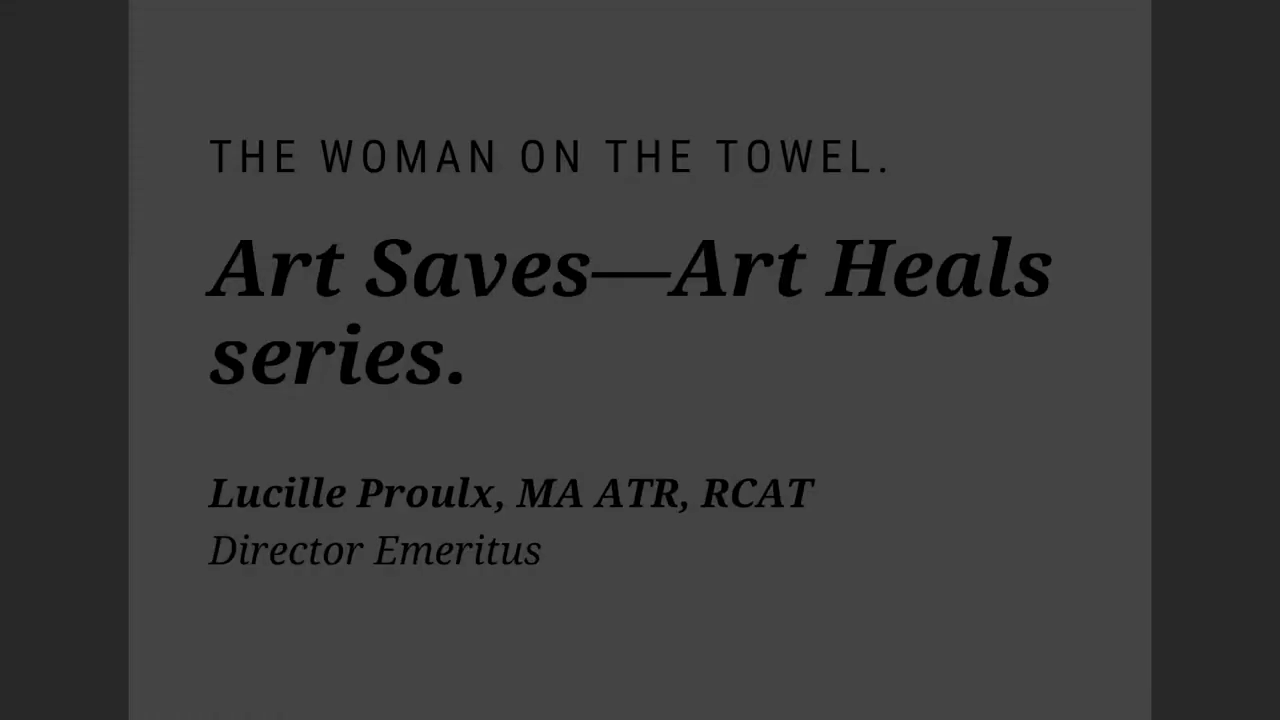 THE WOMAN ON THE TOWEL.
Art Saves—Art Heals
series.
Lucille Proulx, MA ATR, RCAT
Director Emeritus